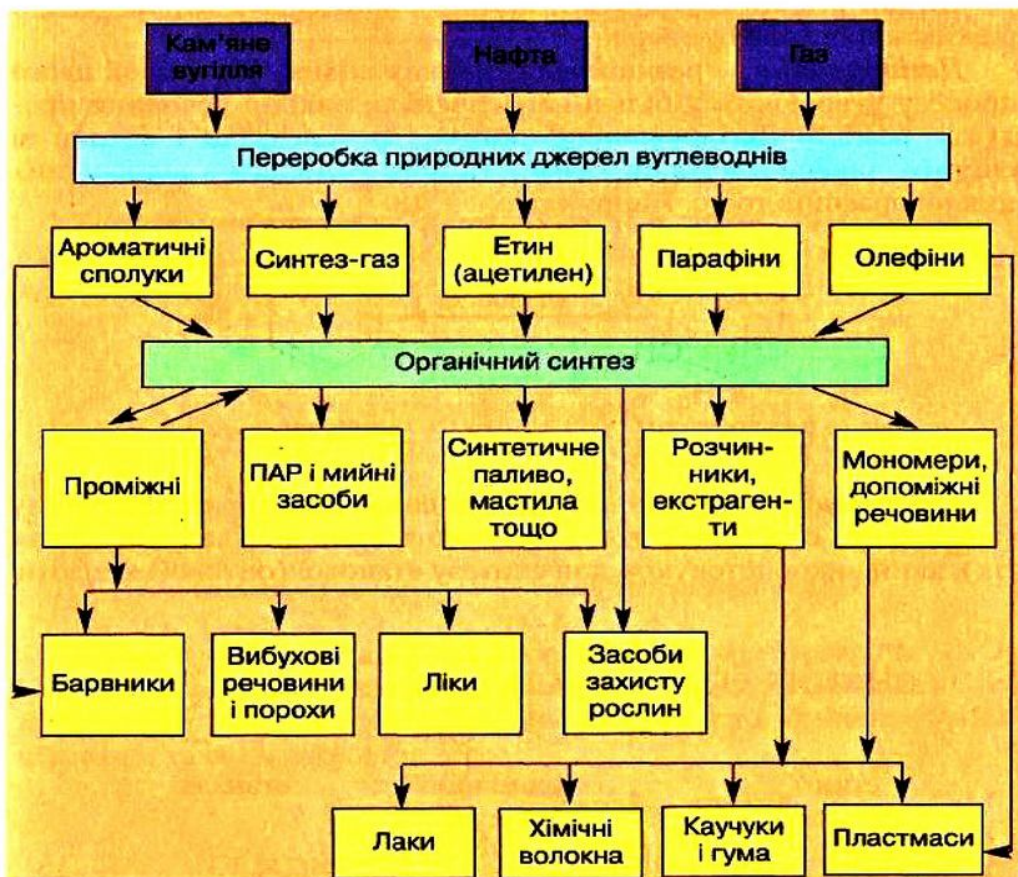 Кам’яне
вугілля
Нафта
Газ
Переробка природних джерел вуглеводнів
Ароматичні
сполуки
Синтез-газ
Етин
(ацетилен)
Парафіни
Олефіни
Органічний синтез
Проміжні
ПАР і мийні
засоби
Синтетичне
паливо,
мастила
тощо
Розчин-
ники,
екстраген-
ти
Мономери,
допоміжні
речовини
Барвники
Вибухові
речовини
і порохи
Ліки
Засоби
захисту
рослин
Лаки
Хімічні
волокна
Каучуки
і гума
Пластмаси